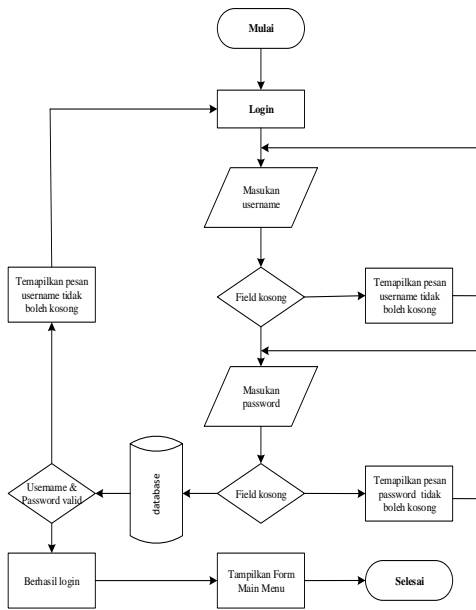 Mulai
Login
Masukan
username
Temapilkan pesan
username tidak
boleh kosong
Field kosong
Temapilkan pesan
username tidak
boleh kosong
Masukan
password
Username &
Password valid
database
Field kosong
Temapilkan pesan
password tidak
boleh kosong
Berhasil login
Tampilkan Form
Main Menu
Selesai